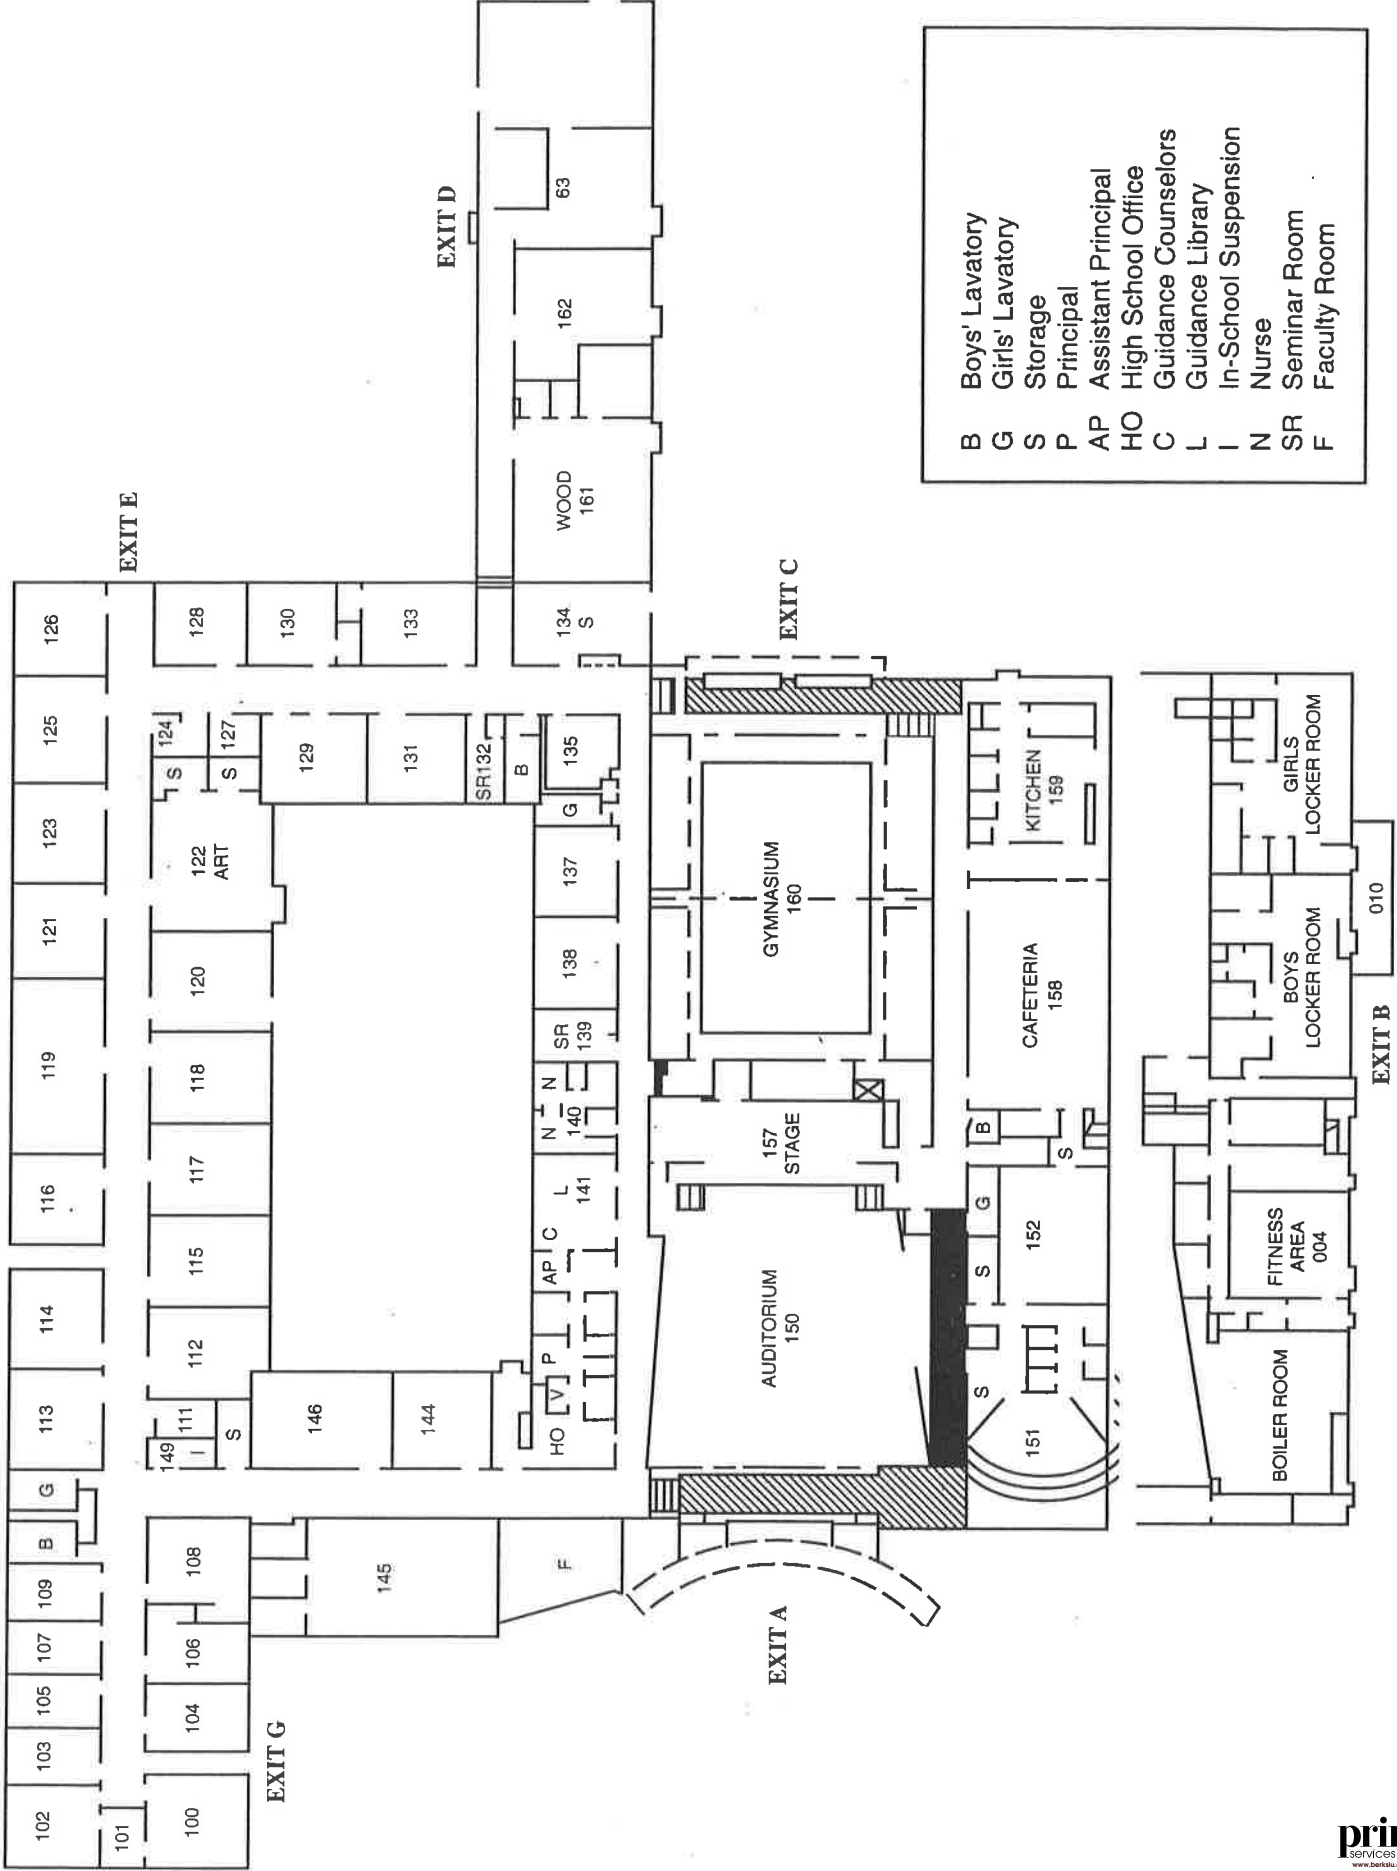 102
103
105
107
109
B
G
113
114
116
119
121
123
125
126
101
EXIT E
100
104
106
108
149
I
111
S
112
115
117
118
120
122
ART
S
124
S
127
128
EXIT G
146
129
130
145
144
131
133
EXIT D
SR132
B
F
HO
V
P
AP
C
L
141
N
140
N
SR
139
138
137
G
135
134
S
WOOD
161
162
63
EXIT A
AUDITORIUM
150
157
STAGE
GYMNASIUM
160
EXIT C
S
S
G
B
151
152
S
CAFETERIA
158
KITCHEN
159
B Boys' Lavatory
G Girls' Lavatory
S Storage
P Principal
AP Assistant Principal
HO High School Office
C Guidance Counselors
L Guidance Library
I In-School Suspension
N Nurse
SR Seminar Room
F Faculty Room
BOILER ROOM
FITNESS
AREA
004
BOYS
LOCKER ROOM
GIRLS
LOCKER ROOM
010
EXIT B
services